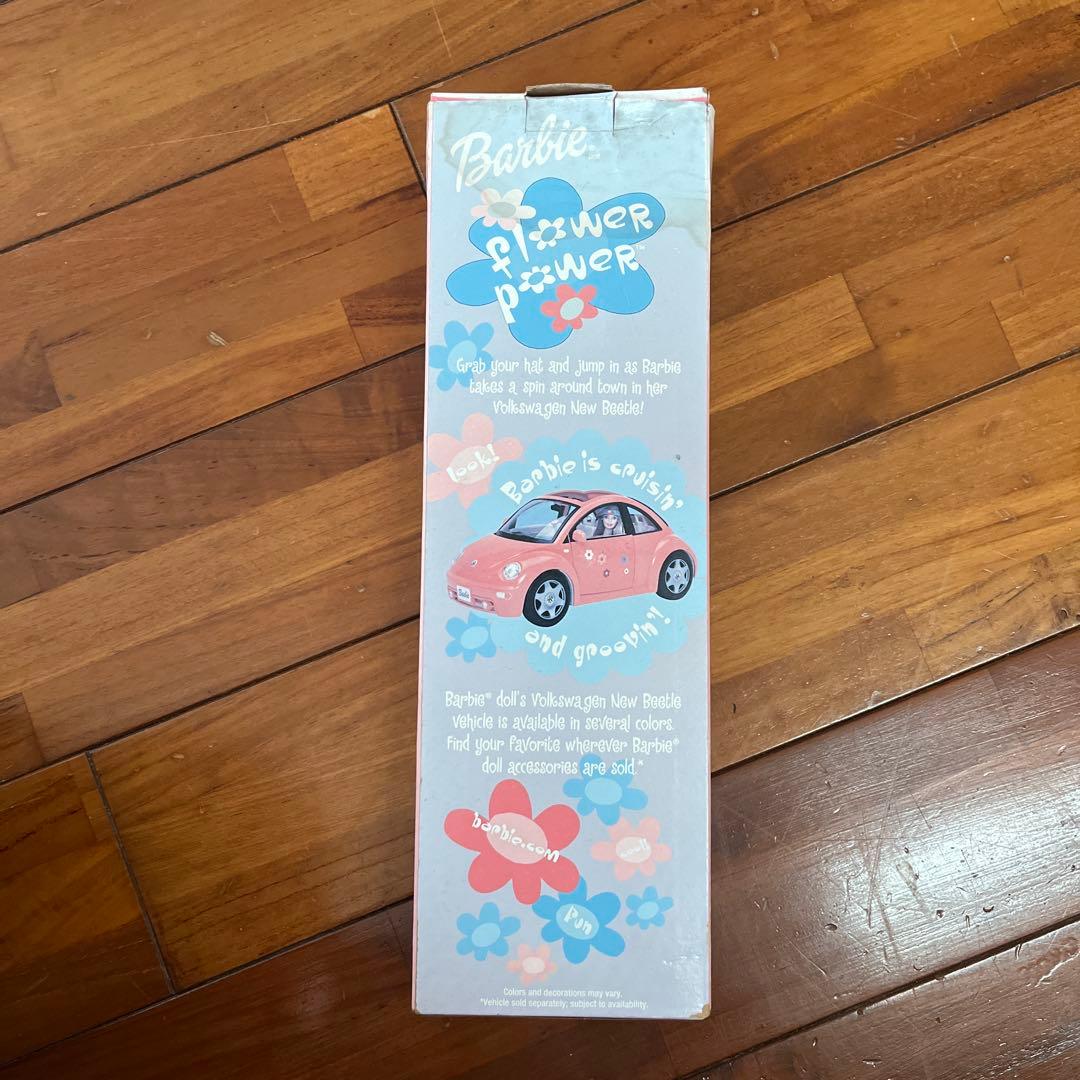 Barbie®
flower
power™
Grab your hat and jump in as Barbie
takes a spin around town in her
Volkswagen New Beetle!
look!
Barbie is cruisin'
Barbie
and groovin'!
Barbie® doll's Volkswagen New Beetle
vehicle is available in several colors.
Find your favorite wherever Barbie®
doll accessories are sold.*
barbie.com
cool!
Fun
Colors and decorations may vary.
*Vehicle sold separately; subject to availability.